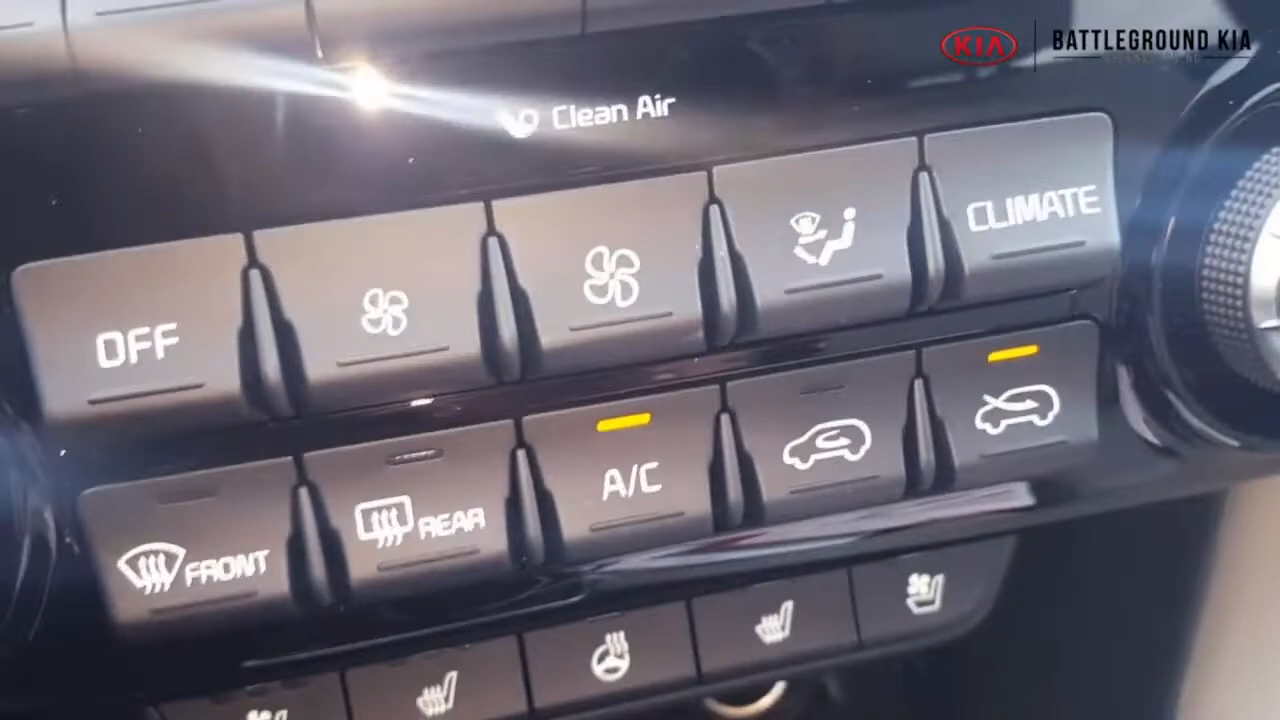 KIA
BATTLEGROUND KIA
Clean Air
OFF
CLIMATE
FRONT
REAR
A/C